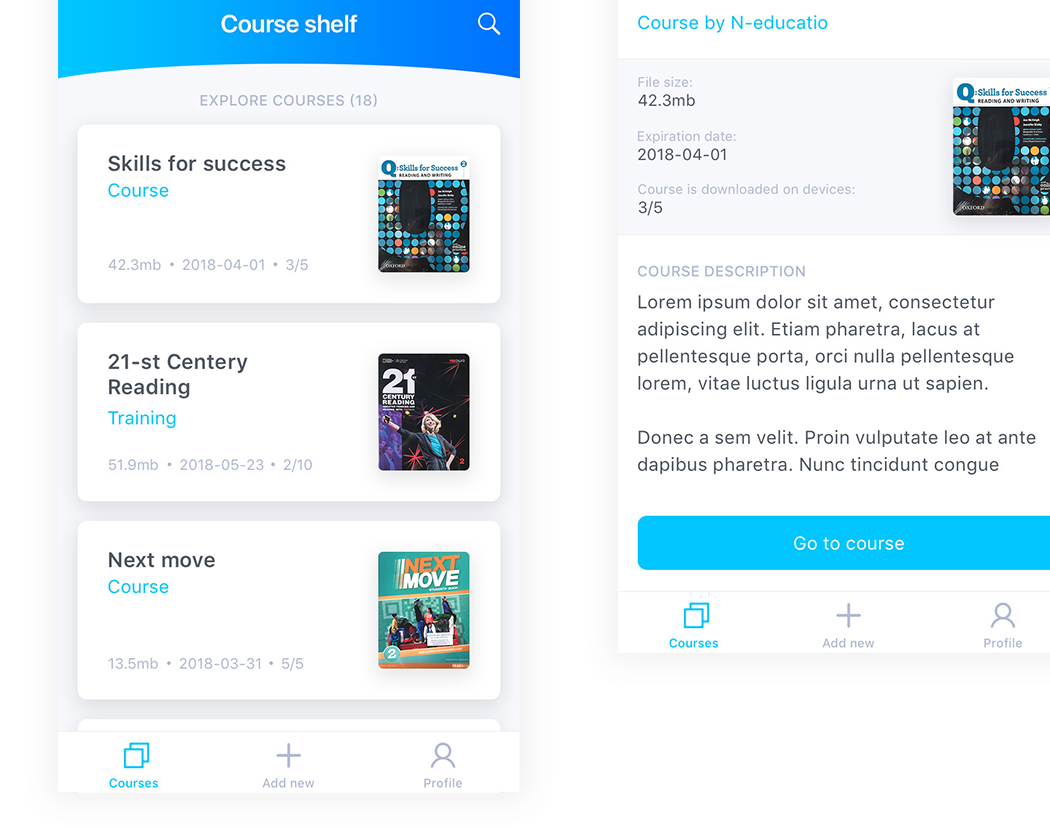 Course shelf
EXPLORE COURSES (18)
Skills for success
Course
42.3mb • 2018-04-01 • 3/5
Q: Skills for Success 2
READING AND WRITING
OXFORD
21-st Centery
Reading
Training
51.9mb • 2018-05-23 • 2/10
21st
CENTURY
READING
2
Next move
Course
13.5mb • 2018-03-31 • 5/5
NEXT
MOVE
STUDENTS' BOOK
2
Courses
Add new
Profile
Course by N-educatio
File size:
42.3mb
Expiration date:
2018-04-01
Course is downloaded on devices:
3/5
Q: Skills for Success
READING AND WRITING
OXFORD
COURSE DESCRIPTION
Lorem ipsum dolor sit amet, consectetur
adipiscing elit. Etiam pharetra, lacus at
pellentesque porta, orci nulla pellentesque
lorem, vitae luctus ligula urna ut sapien.
Donec a sem velit. Proin vulputate leo at ante
dapibus pharetra. Nunc tincidunt congue
Go to course
Courses
Add new
Profile